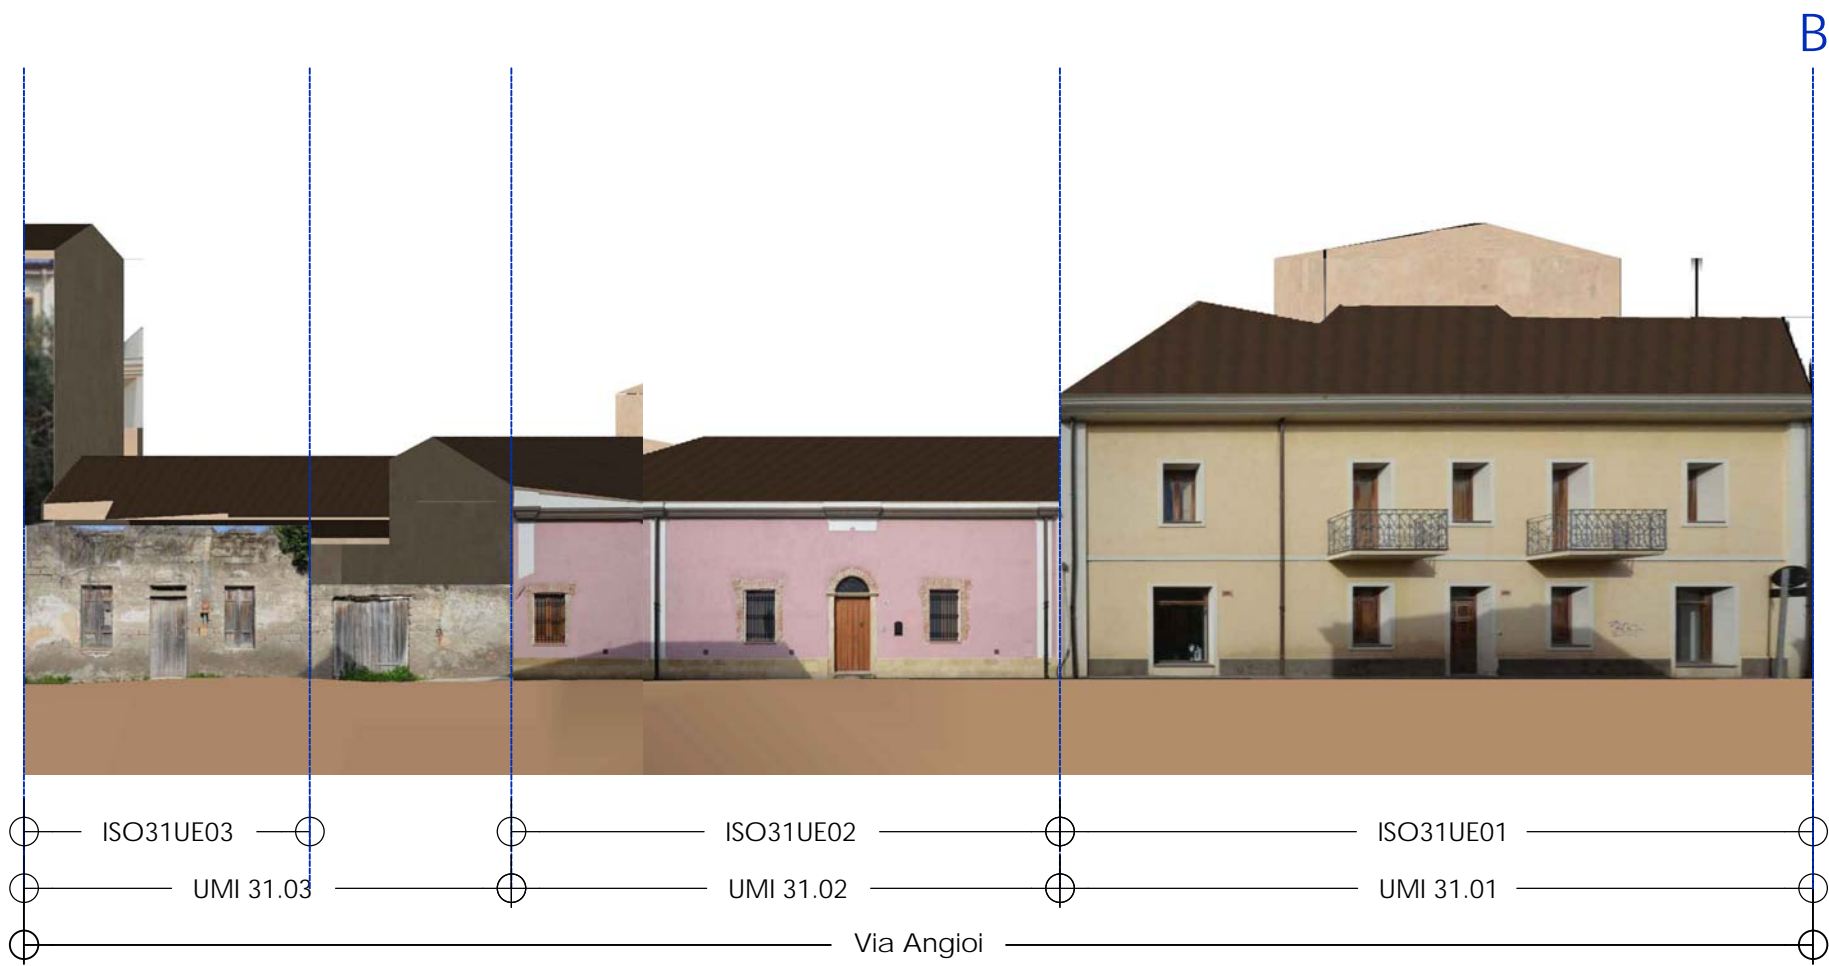 B
ISO31UE03 ISO31UE02 ISO31UE01
UMI 31.03 UMI 31.02 UMI 31.01
Via Angioi